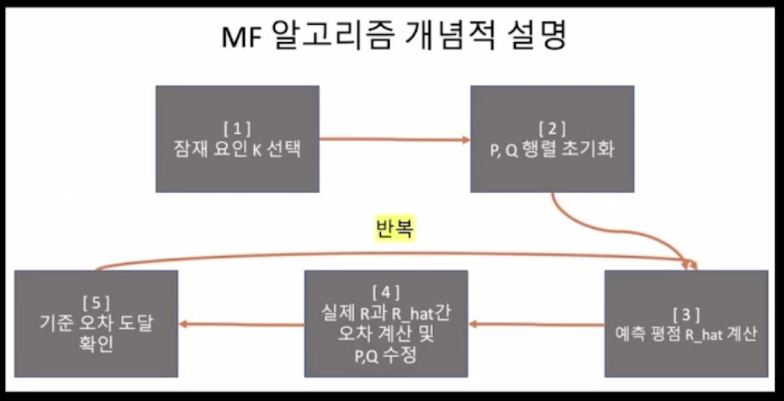 MF 알고리즘 개념적 설명
[ 1 ]
잠재 요인 K 선택
[ 2 ]
P, Q 행렬 초기화
반복
[ 3 ]
예측 평점 R_hat 계산
[ 4 ]
실제 R과 R_hat간
오차 계산 및
P,Q 수정
[ 5 ]
기준 오차 도달
확인